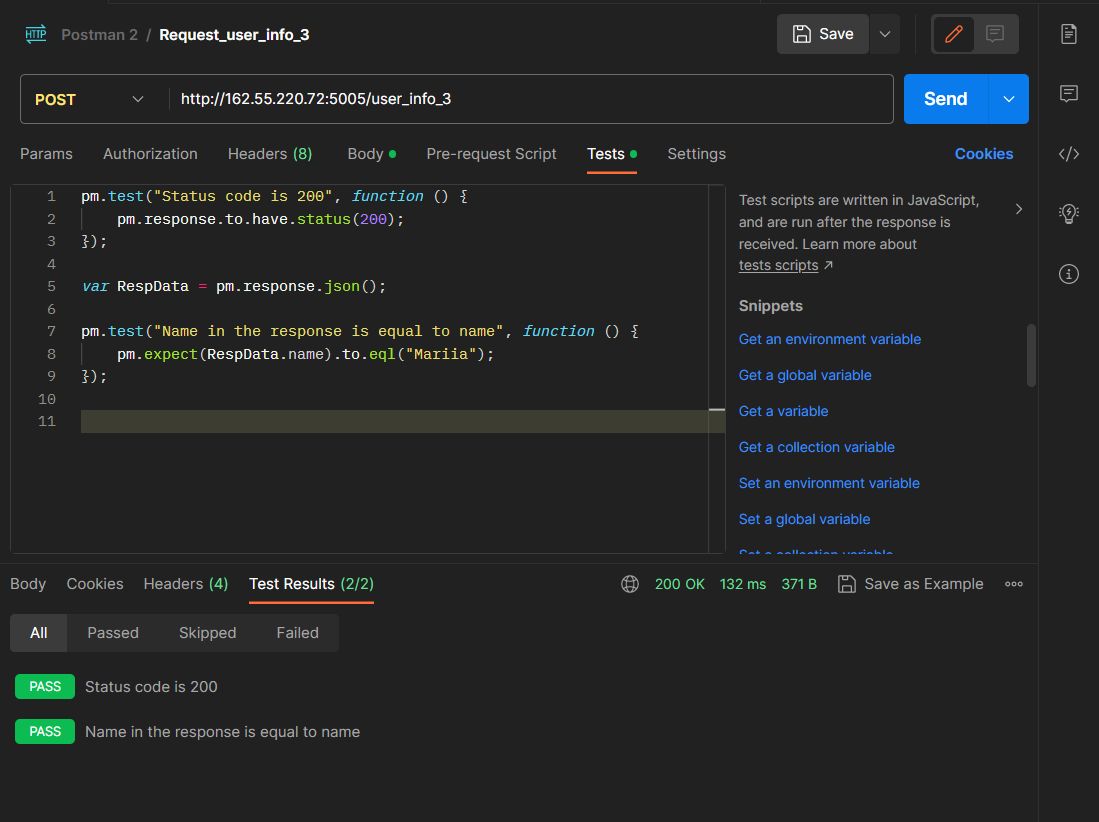 HTTP Postman 2 / Request_user_info_3 Save
POST http://162.55.220.72:5005/user_info_3 Send
Params Authorization Headers (8) Body Pre-request Script Tests Settings Cookies
1 pm.test("Status code is 200", function () {
2 pm.response.to.have.status(200);
3 });
4
5 var RespData = pm.response.json();
6
7 pm.test("Name in the response is equal to name", function () {
8 pm.expect(RespData.name).to.eql("Mariia");
9 });
10
11
Test scripts are written in JavaScript,
and are run after the response is
received. Learn more about
tests scripts ↗
Snippets
Get an environment variable
Get a global variable
Get a variable
Get a collection variable
Set an environment variable
Set a global variable
Set a collection variable
Body Cookies Headers (4) Test Results (2/2) 200 OK 132 ms 371 B Save as Example
All Passed Skipped Failed
PASS Status code is 200
PASS Name in the response is equal to name